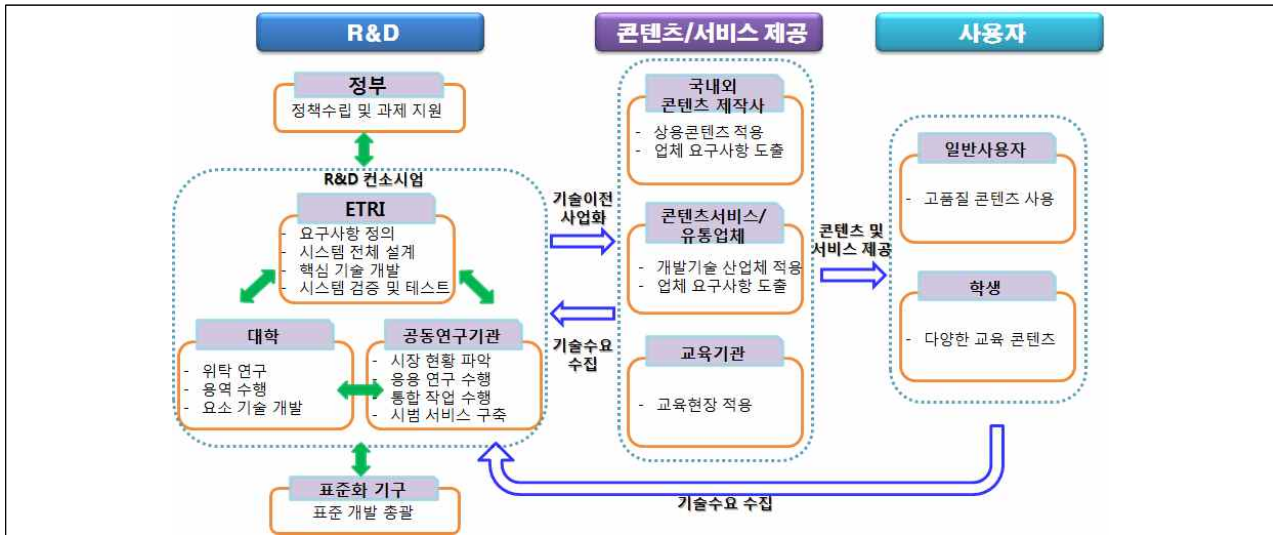 R&D
정부
정책수립 및 과제 지원
R&D 컨소시엄
ETRI
- 요구사항 정의
- 시스템 전체 설계
- 핵심 기술 개발
- 시스템 검증 및 테스트
대학
- 위탁 연구
- 용역 수행
- 요소 기술 개발
공동연구기관
- 시장 현황 파악
- 응용 연구 수행
- 통합 작업 수행
- 시범 서비스 구축
표준화 기구
표준 개발 총괄
기술이전
사업화
기술수요
수집
콘텐츠/서비스 제공
국내외
콘텐츠 제작사
- 상용콘텐츠 적용
- 업체 요구사항 도출
콘텐츠서비스/
유통업체
- 개발기술 산업체 적용
- 업체 요구사항 도출
교육기관
- 교육현장 적용
콘텐츠 및
서비스 제공
사용자
일반사용자
- 고품질 콘텐츠 사용
학생
- 다양한 교육 콘텐츠
기술수요 수집